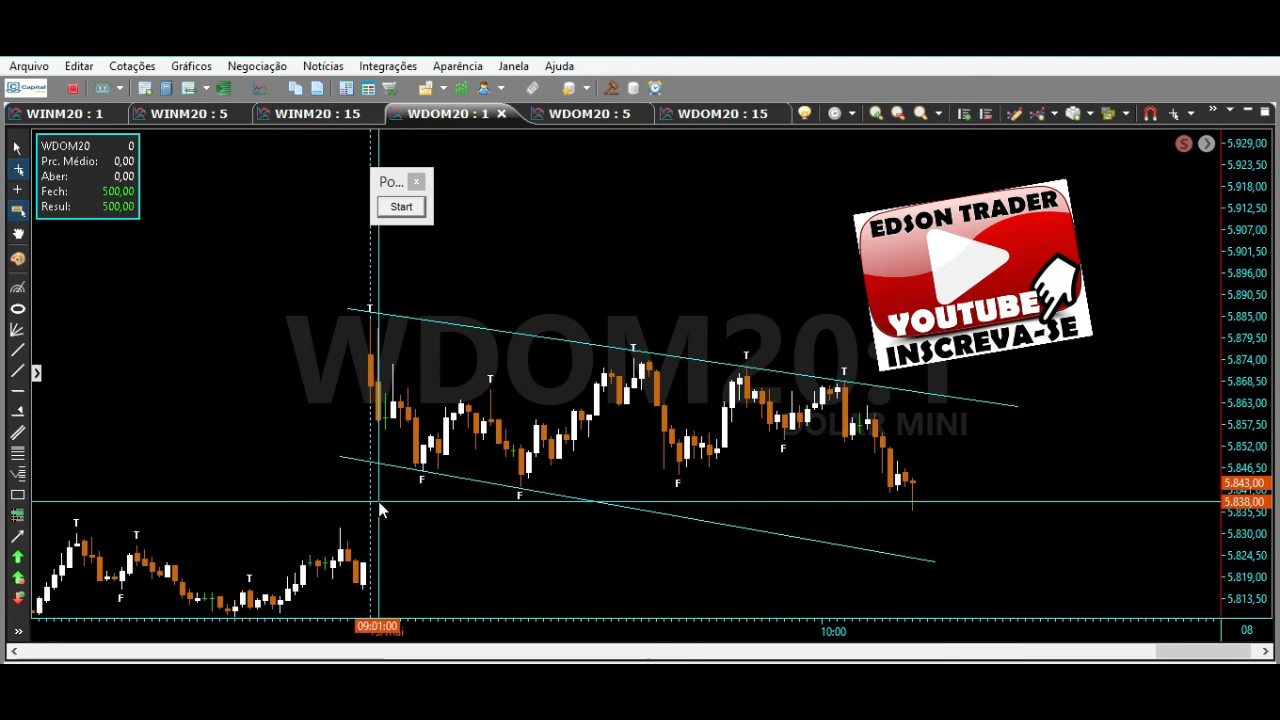 Arquivo Editar Cotações Gráficos Negociação Notícias Integrações Aparência Janela Ajuda
Capital
WINM20 : 1 WINM20 : 5 WINM20 : 15 WDOM20 : 1 WDOM20 : 5 WDOM20 : 15
WDOM20 0
Prc. Médio: 0,00
Aber: 0,00
Fech: 500,00
Resul: 500,00
Po...
Start
S
EDSON TRADER
YOUTUBE
INSCREVA-SE
WDOM20:1
DOLAR MINI
T
T
T
T
T
F
F
F
F
T
T
T
F
5.929,00
5.923,50
5.918,00
5.912,50
5.907,00
5.901,50
5.896,00
5.890,50
5.885,00
5.879,50
5.874,00
5.868,50
5.863,00
5.857,50
5.852,00
5.846,50
5.843,00
5.838,00
5.835,50
5.830,00
5.824,50
5.819,00
5.813,50
09:01:00
10:00
08